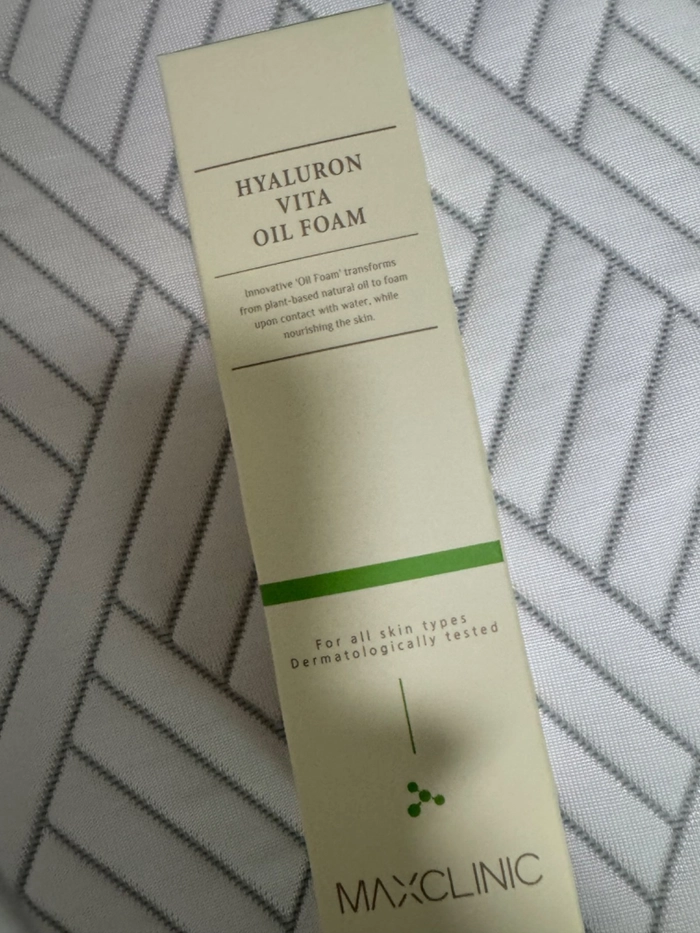 HYALURON
VITA
OIL FOAM
Innovative 'Oil Foam' transforms
from plant-based natural oil to foam
upon contact with water, while
nourishing the skin.
For all skin types
Dermatologically tested
MAXCLINIC